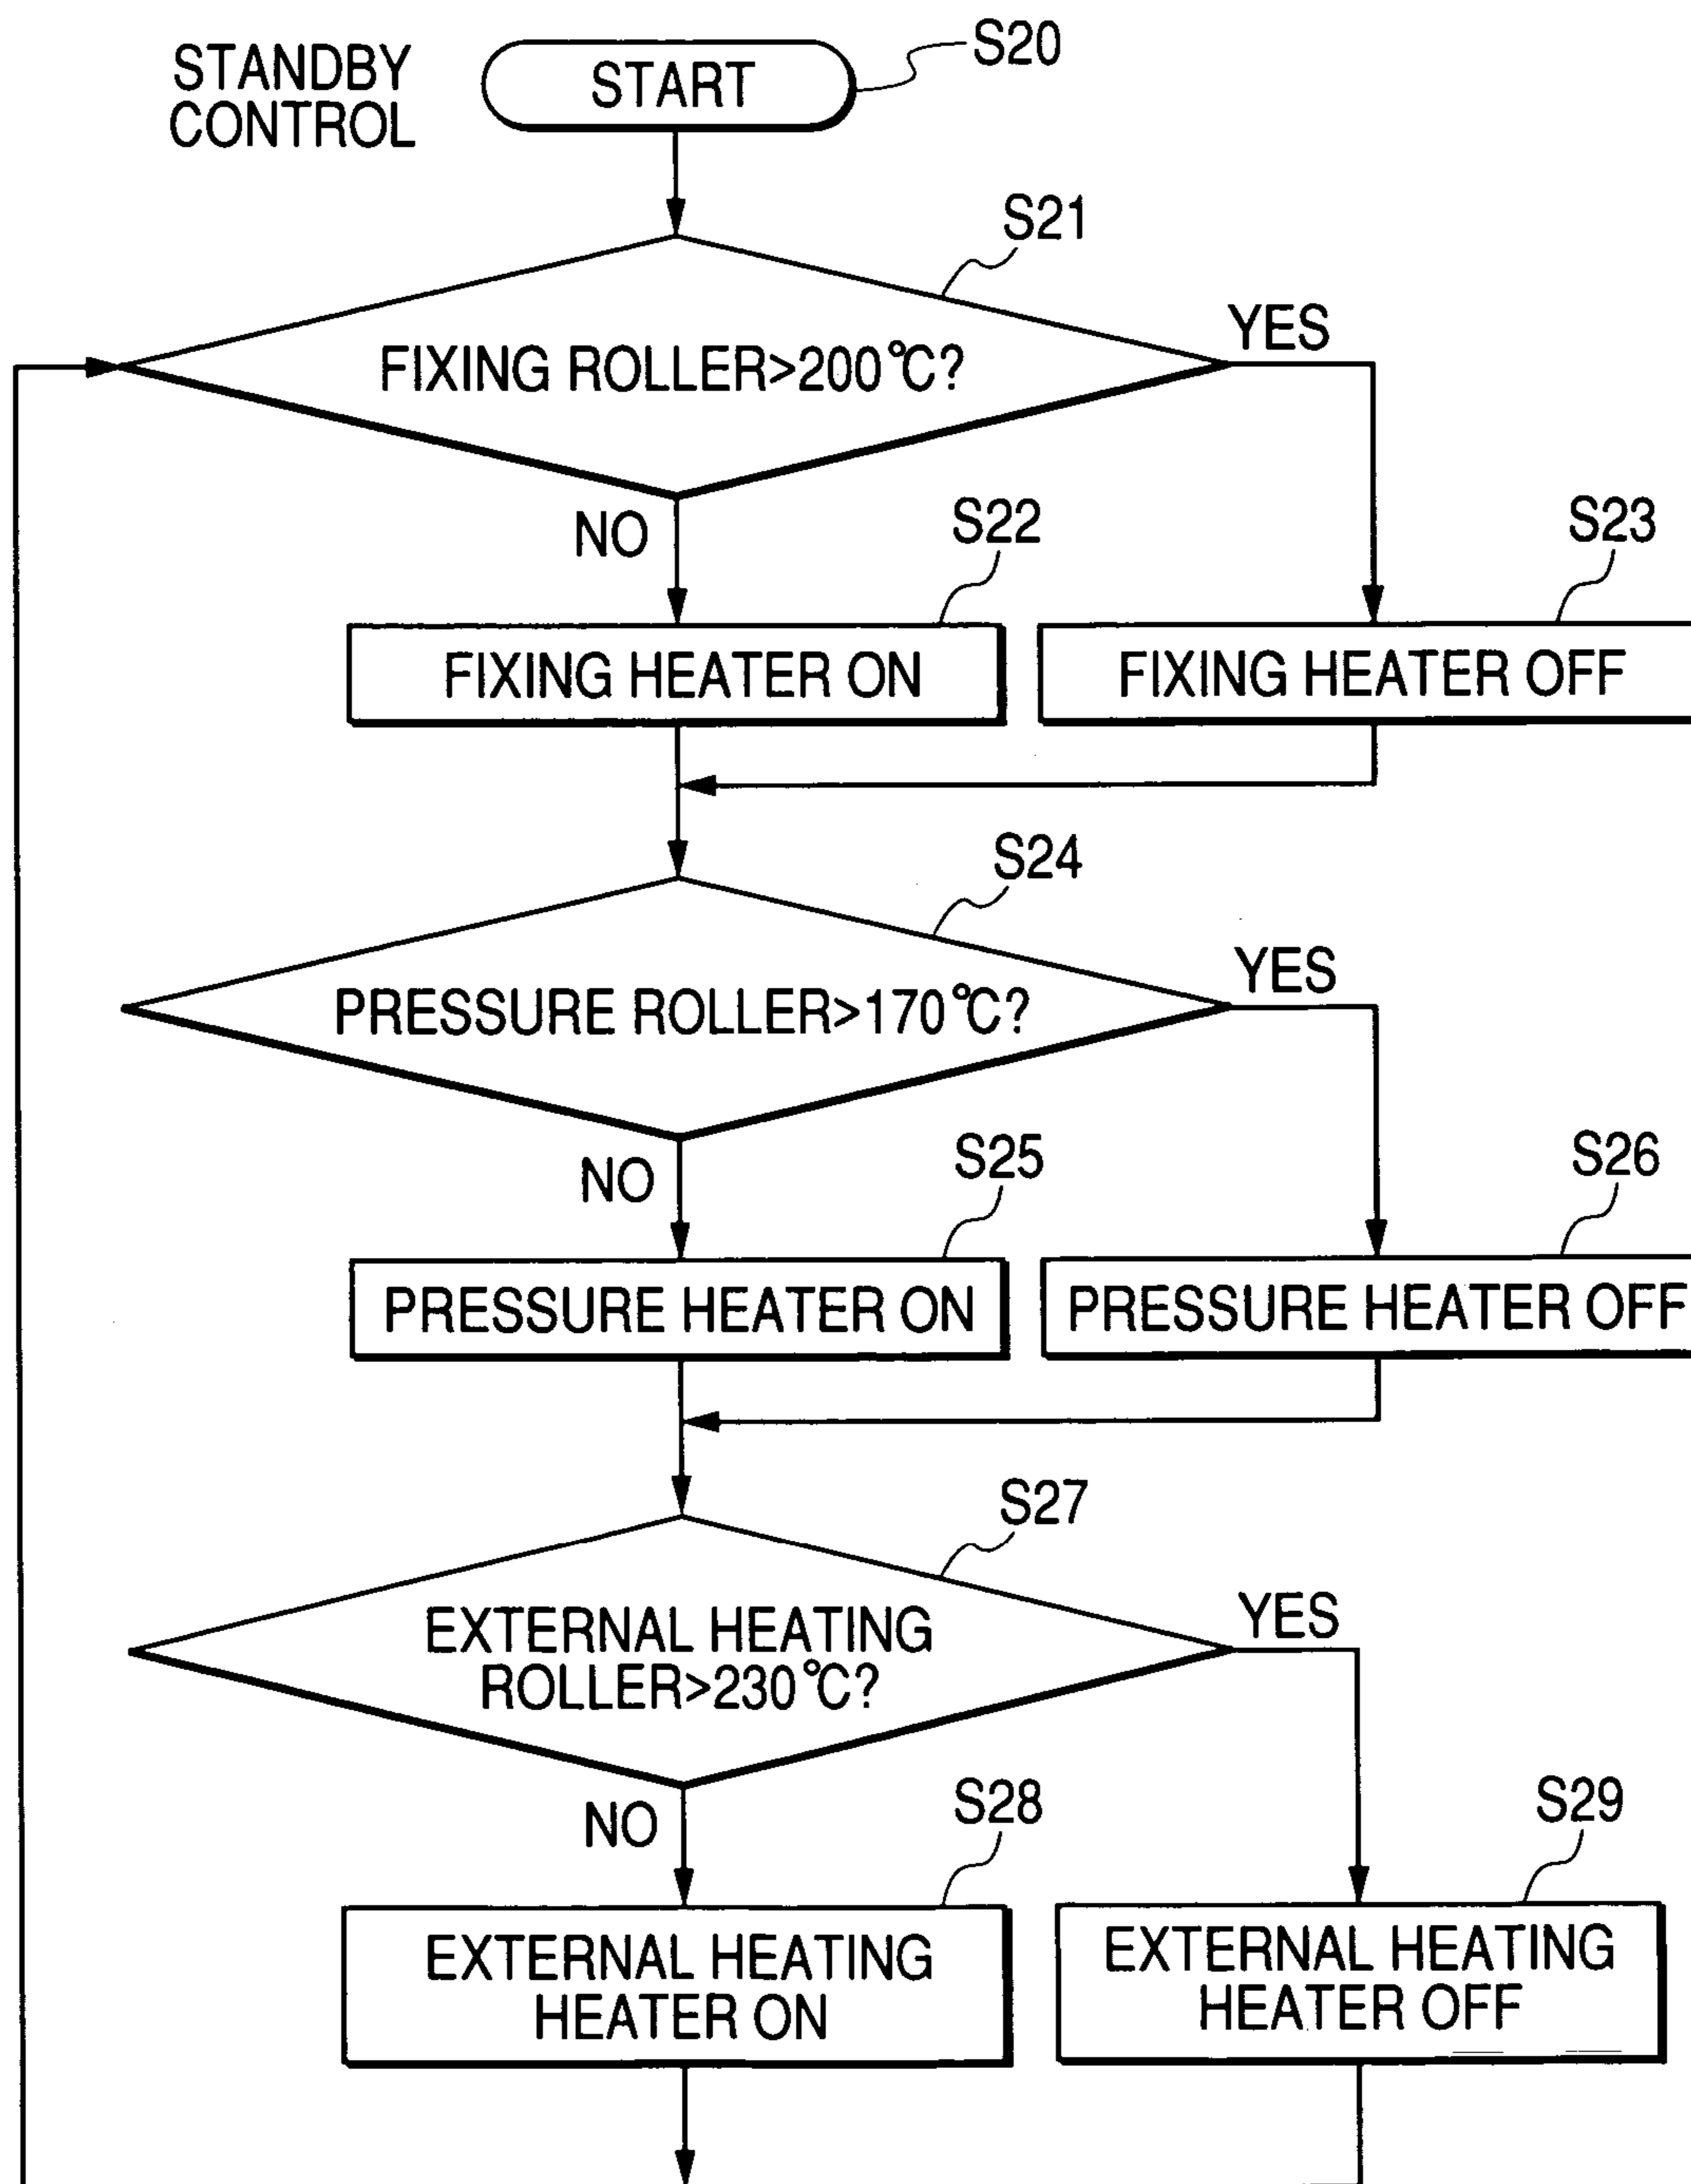 STANDBY
CONTROL
START
S20
S21
FIXING ROLLER>200℃?
YES
NO
S22
S23
FIXING HEATER ON
FIXING HEATER OFF
S24
PRESSURE ROLLER>170℃?
YES
NO
S25
S26
PRESSURE HEATER ON
PRESSURE HEATER OFF
S27
EXTERNAL HEATING
ROLLER>230℃?
YES
NO
S28
S29
EXTERNAL HEATING
HEATER ON
EXTERNAL HEATING
HEATER OFF